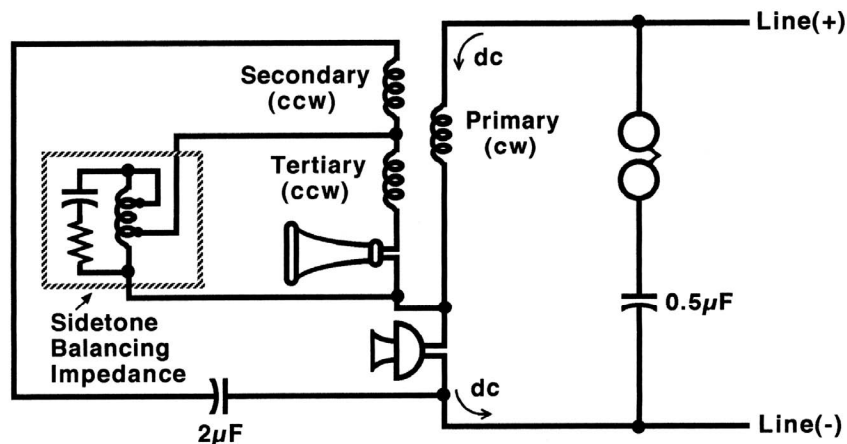 Line(+)
dc
Secondary
(ccw)
Primary
(cw)
Tertiary
(ccw)
0.5µF
Sidetone
Balancing
Impedance
dc
2µF
Line(-)